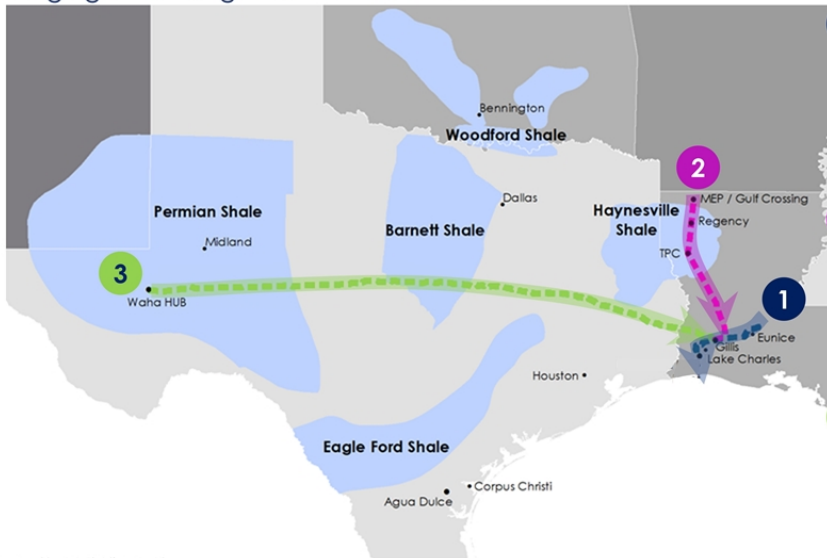 Bennington
Woodford Shale
2
MEP / Gulf Crossing
Dallas
Permian Shale
Haynesville
Shale
Regency
Barnett Shale
Midland
TPC
3
Waha HUB
1
Eunice
Gillis
Lake Charles
Houston
Eagle Ford Shale
Corpus Christi
Agua Dulce